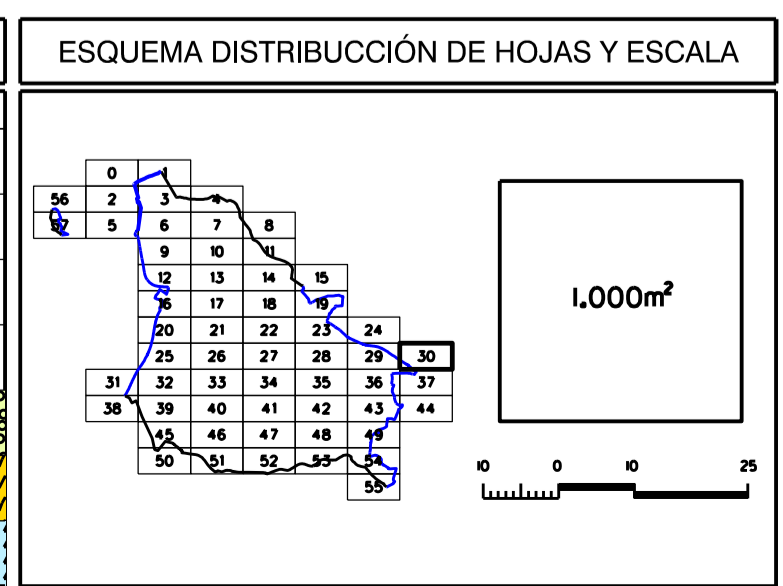 ESQUEMA DISTRIBUCCIÓN DE HOJAS Y ESCALA
0 1
56 2 3 4
57 5 6 7 8
9 10 11
12 13 14 15
16 17 18 19
20 21 22 23 24
25 26 27 28 29 30
31 32 33 34 35 36 37
38 39 40 41 42 43 44
45 46 47 48 49
50 51 52 53 54
55
1.000m²
10 0 10 25